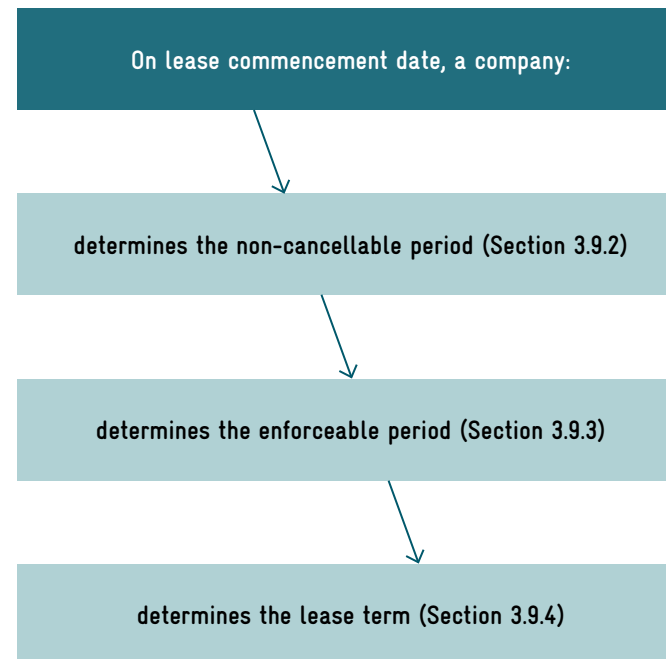 On lease commencement date, a company:
determines the non-cancellable period (Section 3.9.2)
determines the enforceable period (Section 3.9.3)
determines the lease term (Section 3.9.4)